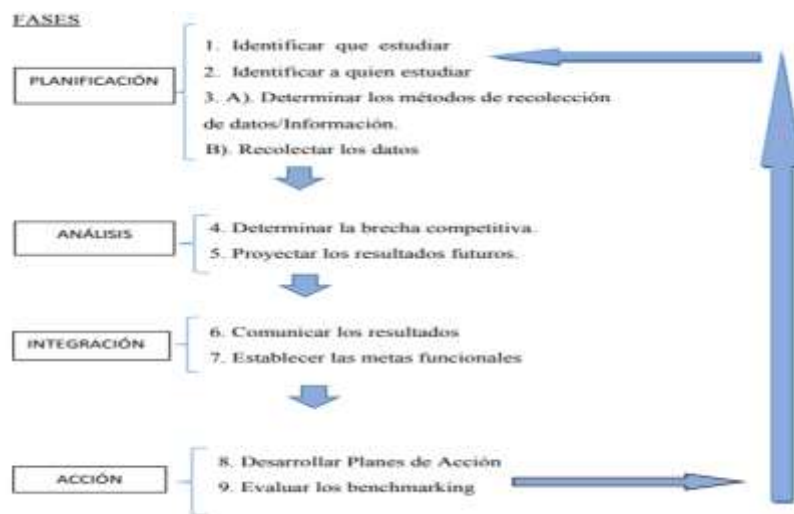 FASES
PLANIFICACIÓN
1. Identificar que estudiar
2. Identificar a quien estudiar
3. A). Determinar los métodos de recolección
de datos/Información.
B). Recolectar los datos
ANÁLISIS
4. Determinar la brecha competitiva.
5. Proyectar los resultados futuros.
INTEGRACIÓN
6. Comunicar los resultados
7. Establecer las metas funcionales
ACCIÓN
8. Desarrollar Planes de Acción
9. Evaluar los benchmarking